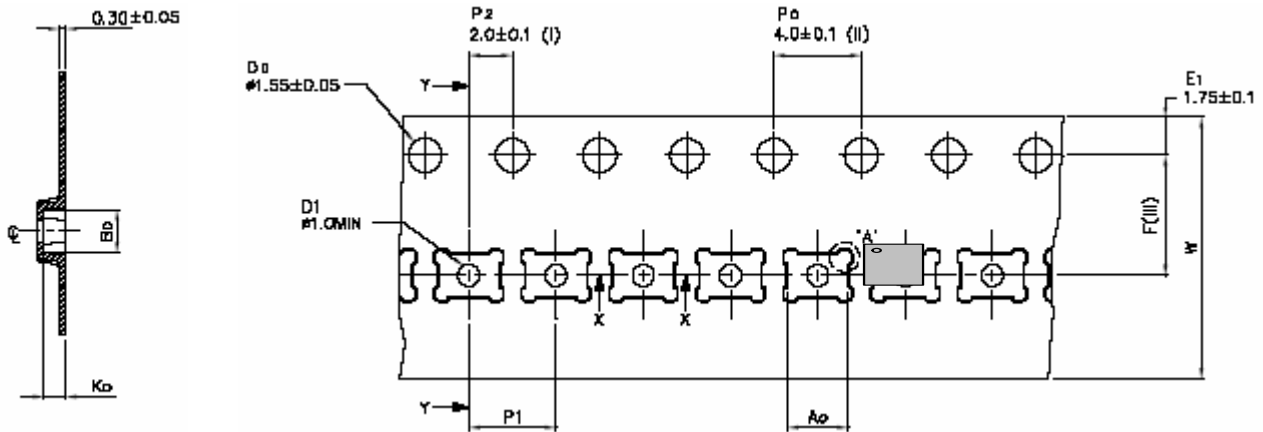 0.30±0.05
P2
2.0±0.1 (I)
P0
4.0±0.1 (II)
D0
ø1.55±0.05
Y
E1
1.75±0.1
D1
ø1.0MIN
"A"
F(III)
W
B0
X
X
K0
Y
P1
A0